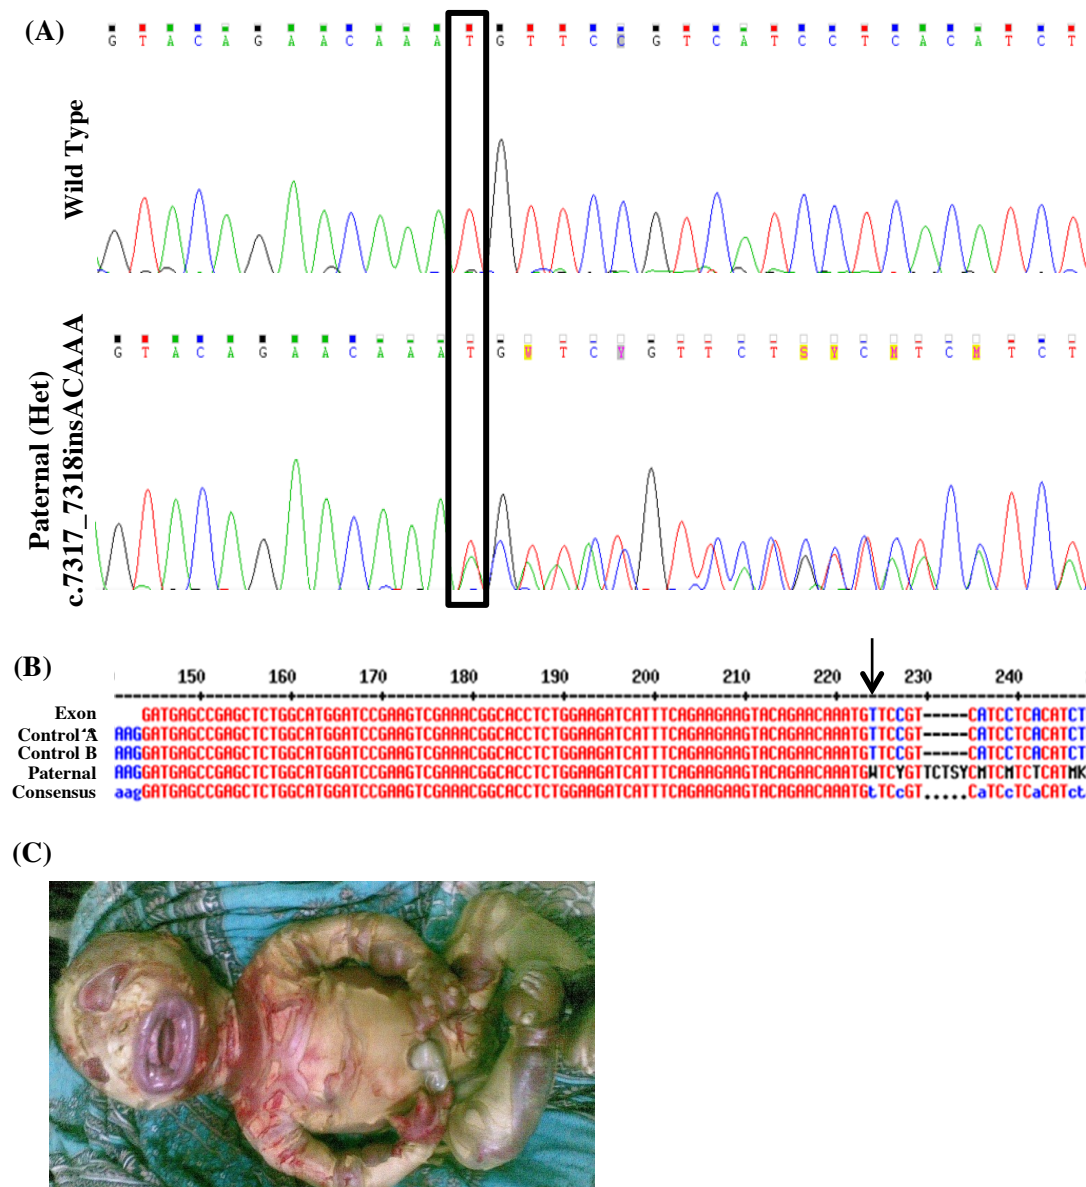 (A)
G T A C A G A A C A A A T G T T C C G T C A T C C T C A C A T C T
Wild Type
G T A C A G A A C A A A T G W T C Y G T T C T S Y C M T C M T C T
Paternal (Het)
c.7317_7318insACAAA
(B)
150 160 170 180 190 200 210 220 230 240
Exon GATGAGCCGAGCTCTGGCATGGATCCGAAGTCGAAACGGCACCTCTGGAAGATCATTTCAGAAGAAGTACAGAACAAATGTTCCGT-----CATCCTCACATCT
Control A AAGGATGAGCCGAGCTCTGGCATGGATCCGAAGTCGAAACGGCACCTCTGGAAGATCATTTCAGAAGAAGTACAGAACAAATGTTCCGT-----CATCCTCACATCT
Control B AAGGATGAGCCGAGCTCTGGCATGGATCCGAAGTCGAAACGGCACCTCTGGAAGATCATTTCAGAAGAAGTACAGAACAAATGTTCCGT-----CATCCTCACATCT
Paternal AAGGATGAGCCGAGCTCTGGCATGGATCCGAAGTCGAAACGGCACCTCTGGAAGATCATTTCAGAAGAAGTACAGAACAAATGWTCYGTTCTSYCMTCMTCTCATMK
Consensus aagGATGAGCCGAGCTCTGGCATGGATCCGAAGTCGAAACGGCACCTCTGGAAGATCATTTCAGAAGAAGTACAGAACAAATGtTCcGT.....CaTCcTCaCATct
(C)